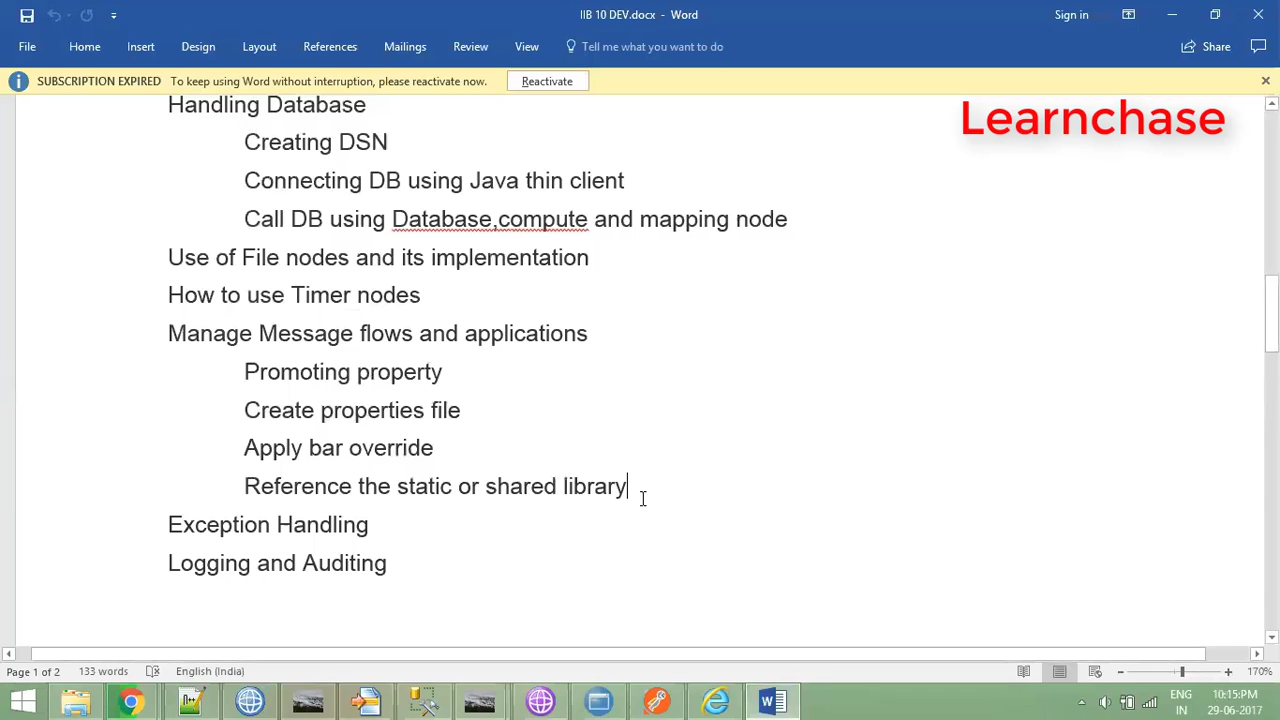 IIB 10 DEV.docx - Word
Sign in
File Home Insert Design Layout References Mailings Review View Tell me what you want to do Share
SUBSCRIPTION EXPIRED To keep using Word without interruption, please reactivate now. Reactivate
Learnchase
Handling Database
Creating DSN
Connecting DB using Java thin client
Call DB using Database,compute and mapping node
Use of File nodes and its implementation
How to use Timer nodes
Manage Message flows and applications
Promoting property
Create properties file
Apply bar override
Reference the static or shared library
Exception Handling
Logging and Auditing
Page 1 of 2 133 words English (India) 170%
ENG 10:15PM
IN 29-06-2017